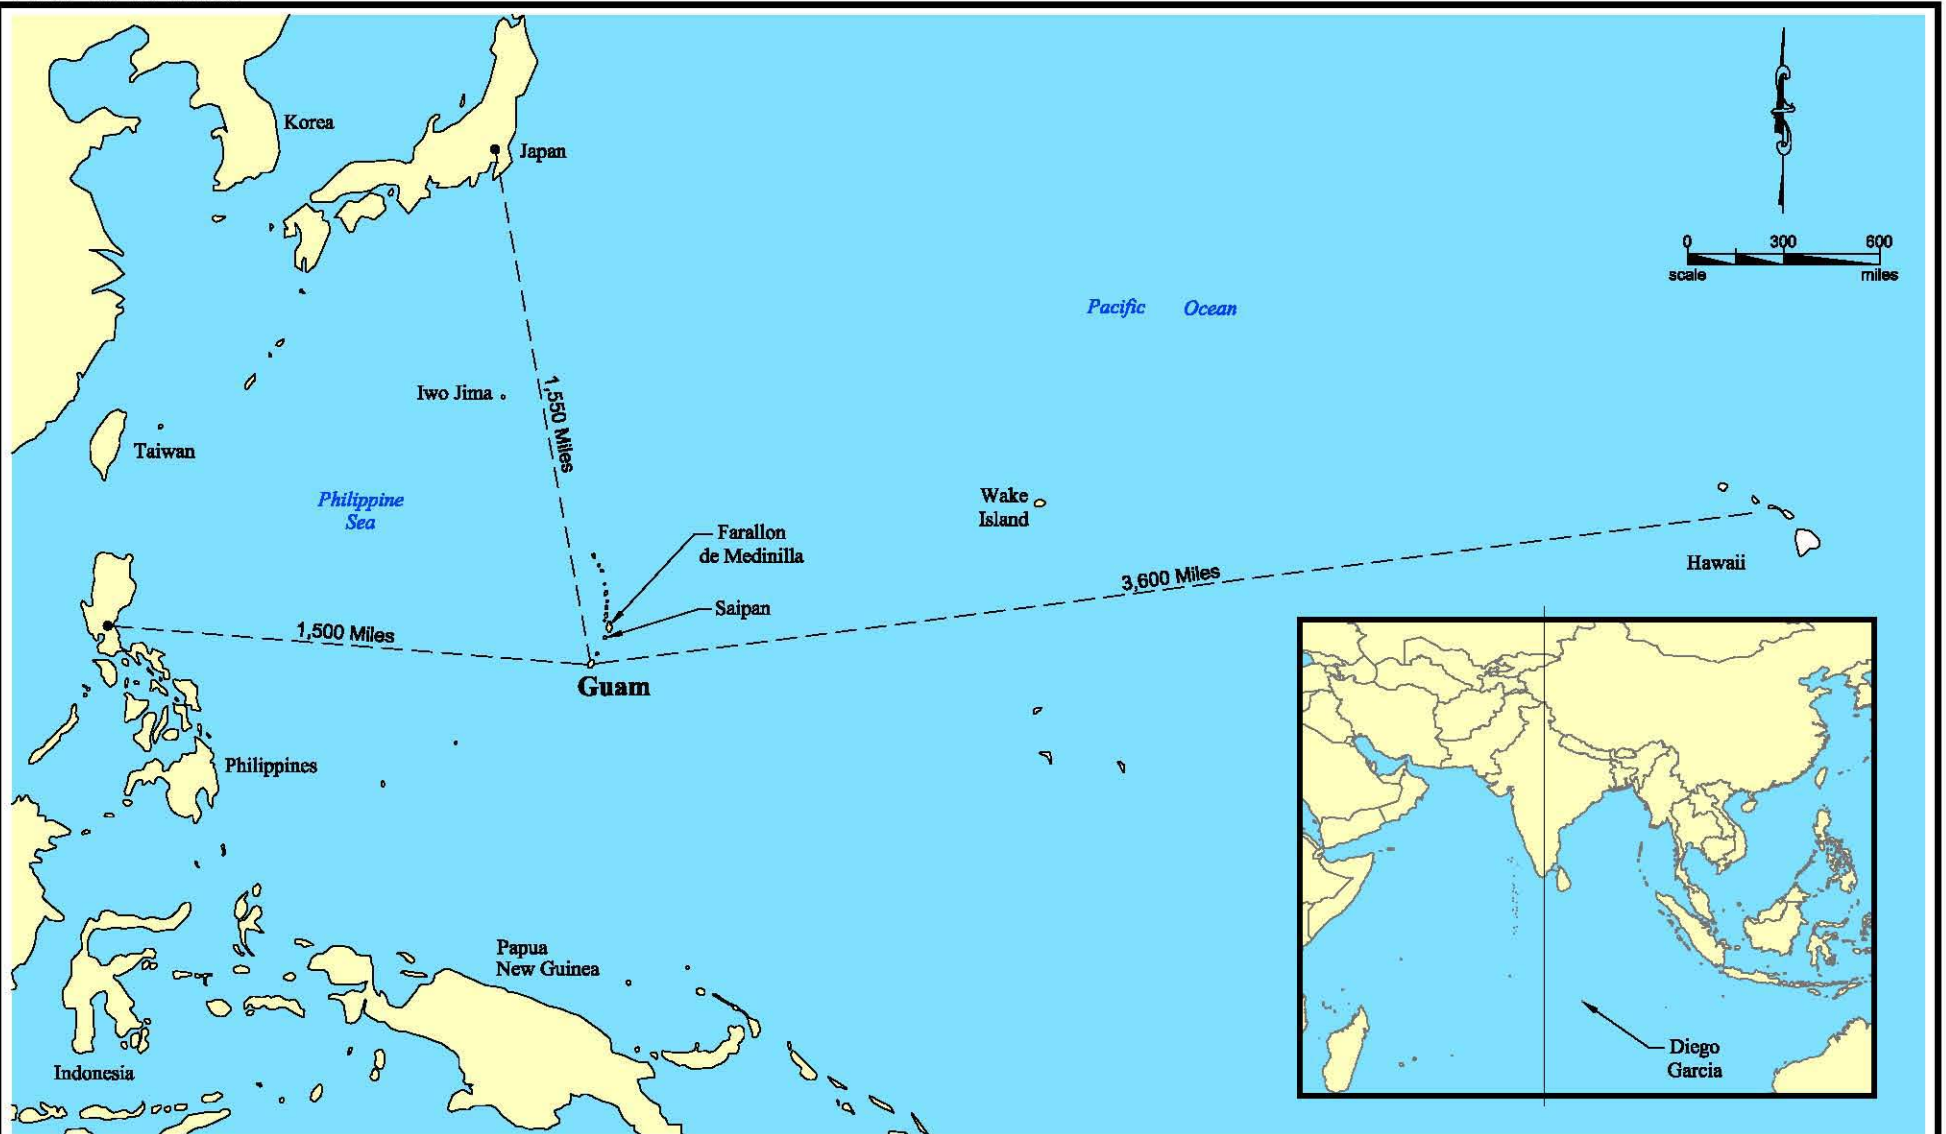 Korea
Japan
0 300 600
scale miles
Pacific Ocean
Iwo Jima
1,550 Miles
Taiwan
Philippine
Sea
Wake
Island
Farallon
de Medinilla
Hawaii
3,600 Miles
Saipan
1,500 Miles
Guam
Philippines
Papua
New Guinea
Indonesia
Diego
Garcia